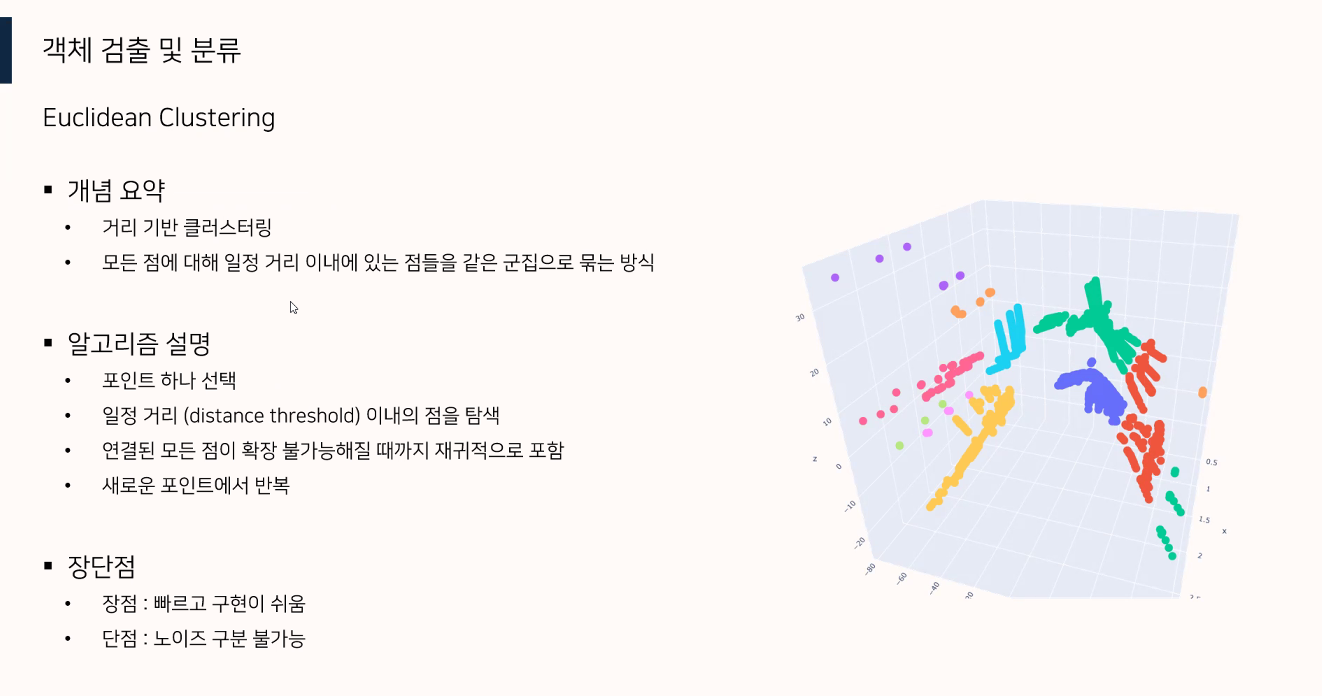 객체 검출 및 분류
Euclidean Clustering
▪ 개념 요약
• 거리 기반 클러스터링
• 모든 점에 대해 일정 거리 이내에 있는 점들을 같은 군집으로 묶는 방식
▪ 알고리즘 설명
• 포인트 하나 선택
• 일정 거리 (distance threshold) 이내의 점을 탐색
• 연결된 모든 점이 확장 불가능해질 때까지 재귀적으로 포함
• 새로운 포인트에서 반복
▪ 장단점
• 장점 : 빠르고 구현이 쉬움
• 단점 : 노이즈 구분 불가능
30
20
10
z
0
−10
−20
−80
−60
−40
0.5
1
1.5
x
2